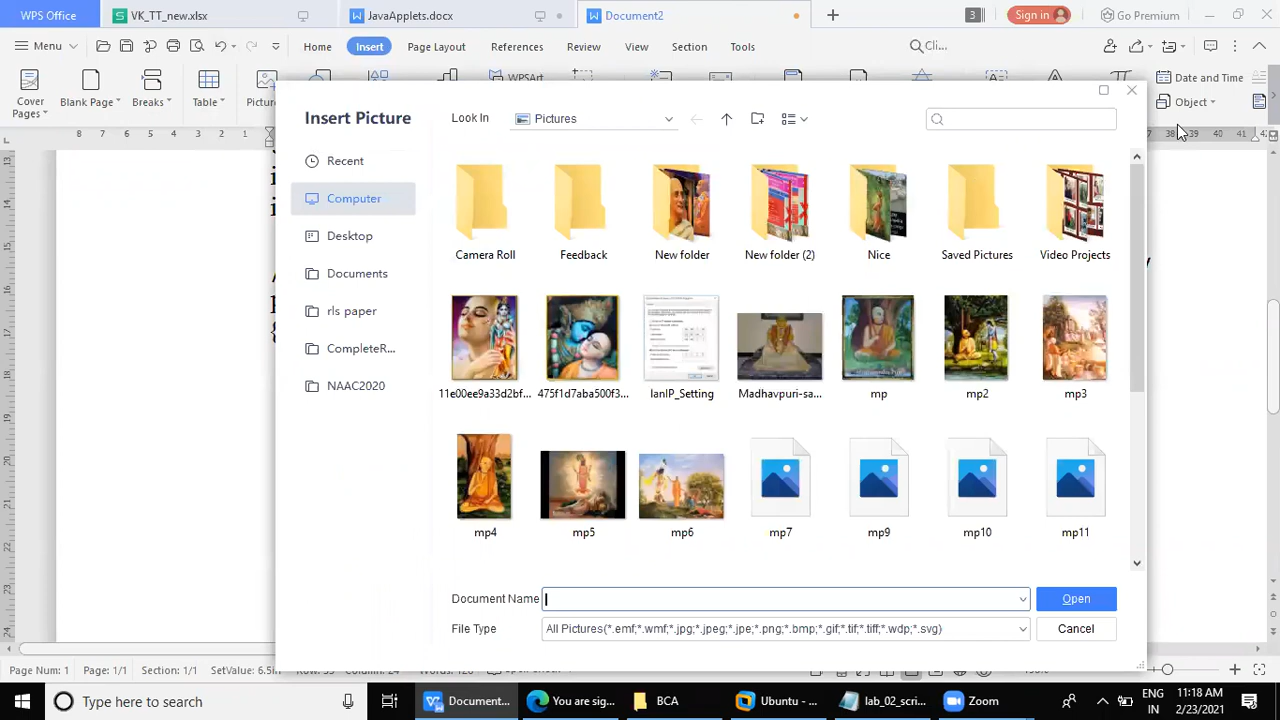 WPS Office
VK_TT_new.xlsx
JavaApplets.docx
Document2
3
Sign in
Go Premium
Menu
Home
Insert
Page Layout
References
Review
View
Section
Tools
Cli...
Cover Pages
Blank Page
Breaks
Table
WPSArt
Date and Time
Object
Insert Picture
Look In
Pictures
Recent
Computer
Desktop
Documents
rls paper
CompleteR...
NAAC2020
Camera Roll
Feedback
New folder
New folder (2)
Nice
Saved Pictures
Video Projects
11e00ee9a33d2bf...
475f1d7aba500f3...
lanIP_Setting
Madhavpuri-sa...
mp
mp2
mp3
mp4
mp5
mp6
mp7
mp9
mp10
mp11
Document Name
Open
File Type
All Pictures(*.emf;*.wmf;*.jpg;*.jpeg;*.jpe;*.png;*.bmp;*.gif;*.tif;*.tiff;*.wdp;*.svg)
Cancel
Page Num: 1
Page: 1/1
Section: 1/1
SetValue: 6.5in
Type here to search
Document...
You are sig...
BCA
Ubuntu - ...
lab_02_scri...
Zoom
ENG
IN
11:18 AM
2/23/2021